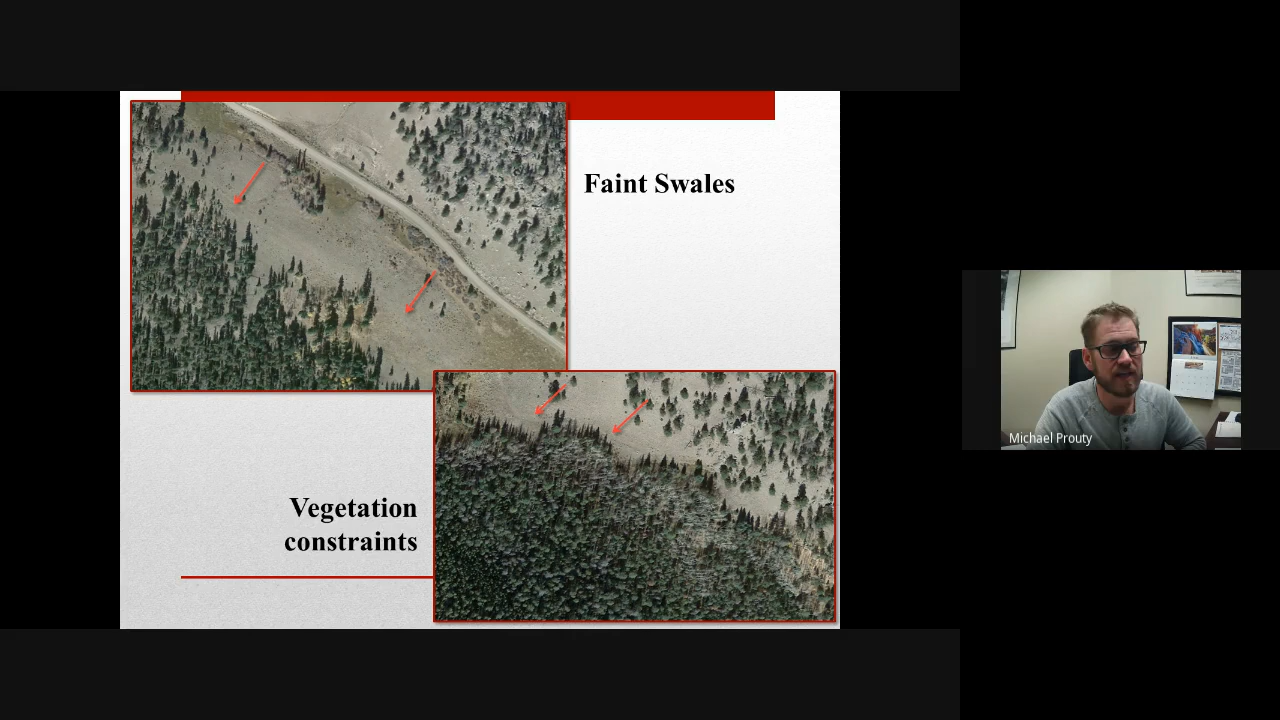 Faint Swales
Vegetation
constraints
Michael Prouty